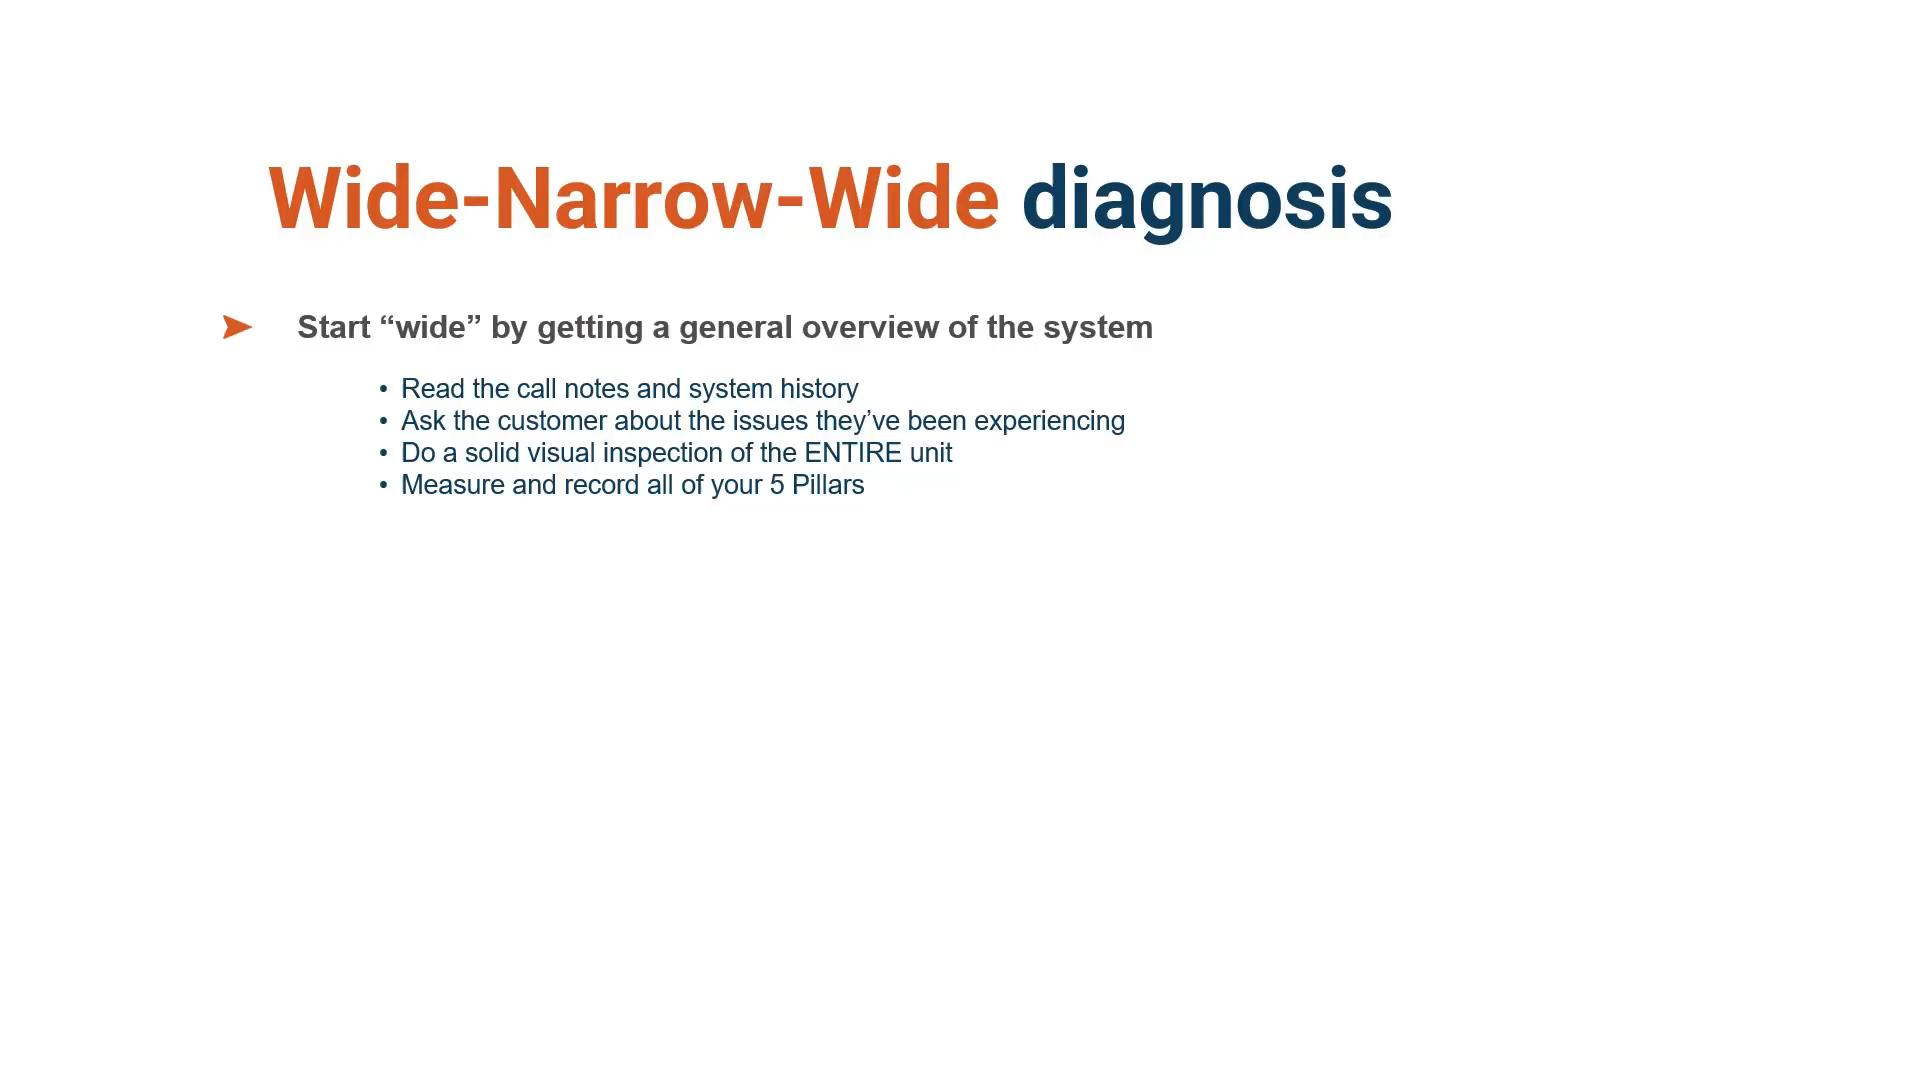 Wide-Narrow-Wide diagnosis
➤ Start “wide” by getting a general overview of the system
• Read the call notes and system history
• Ask the customer about the issues they’ve been experiencing
• Do a solid visual inspection of the ENTIRE unit
• Measure and record all of your 5 Pillars